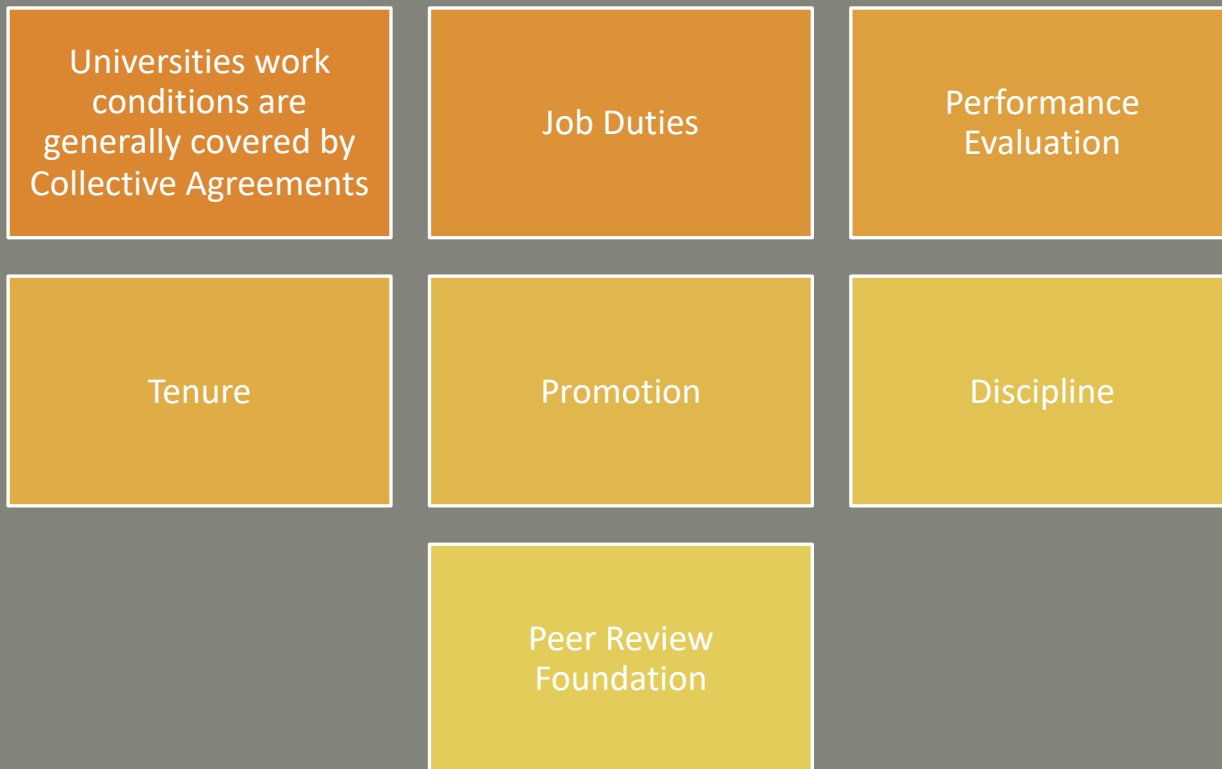 Universities work
conditions are
generally covered by
Collective Agreements
Job Duties
Performance
Evaluation
Tenure
Promotion
Discipline
Peer Review
Foundation